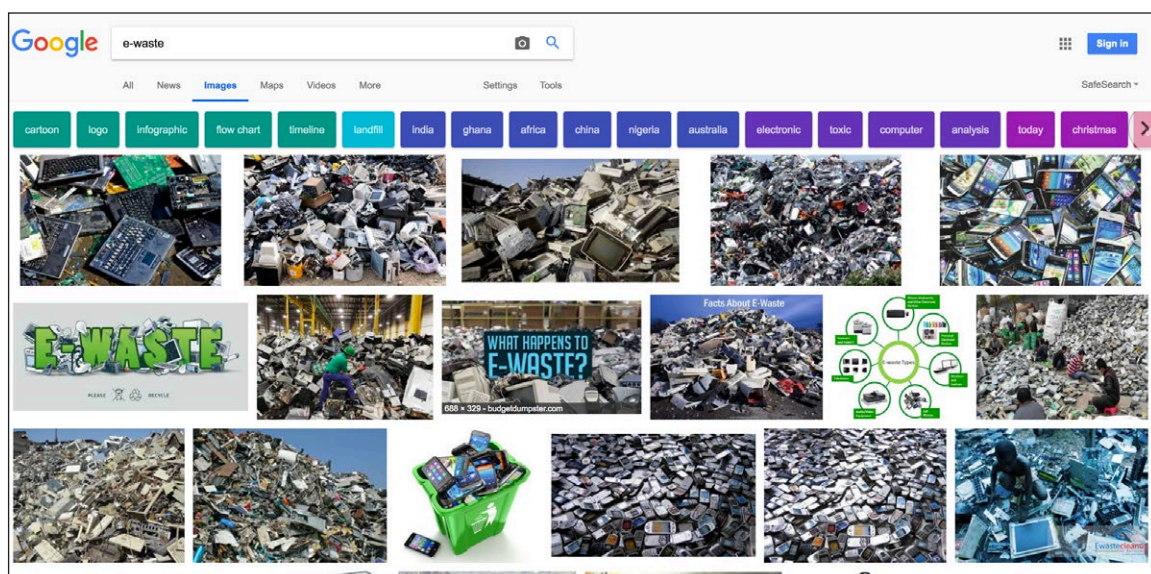 Google e-waste Sign in
All News Images Maps Videos More Settings Tools SafeSearch
cartoon logo infographic flow chart timeline landfill india ghana africa china nigeria australia electronic toxic computer analysis today christmas
E-WASTE
PLEASE RECYCLE
WHAT HAPPENS TO
E-WASTE?
688 × 329 - budgetdumpster.com
Facts About E-Waste
E-waste Types